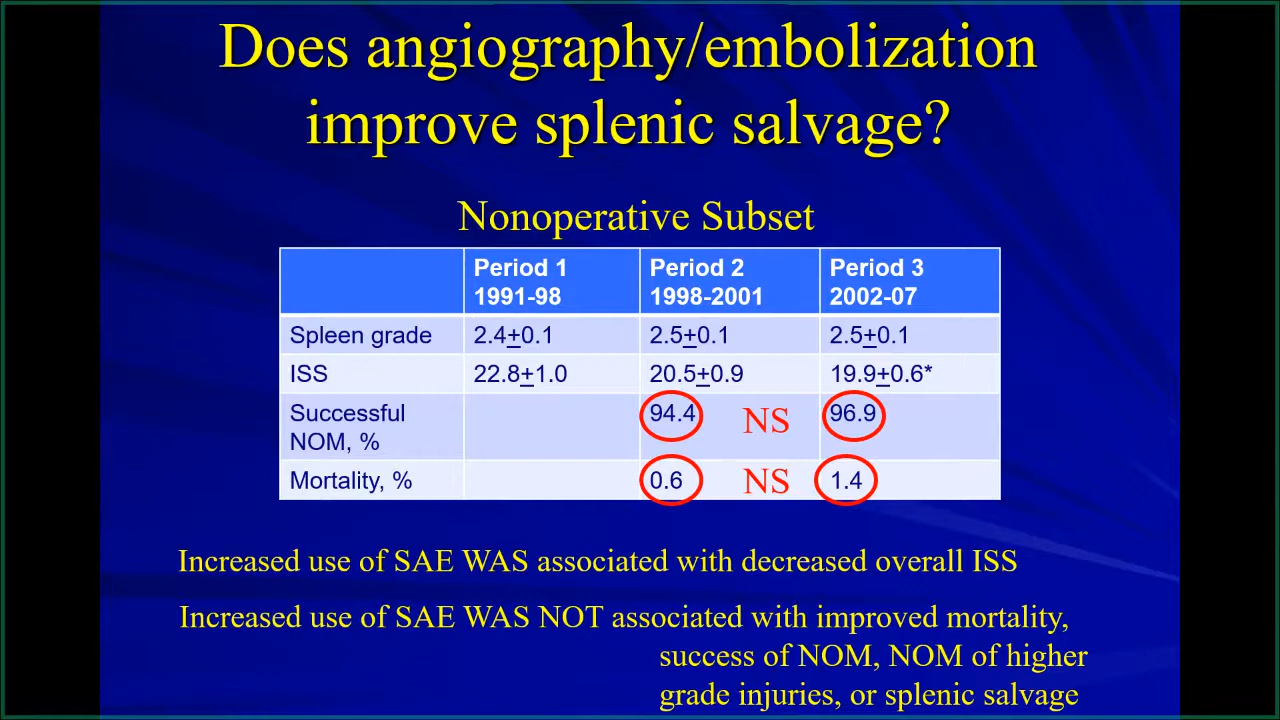 Does angiography/embolization
improve splenic salvage?
Nonoperative Subset
Period 1 Period 2 Period 3
1991-98 1998-2001 2002-07
Spleen grade 2.4±0.1 2.5±0.1 2.5±0.1
ISS 22.8±1.0 20.5±0.9 19.9±0.6*
Successful 94.4 NS 96.9
NOM, %
Mortality, % 0.6 NS 1.4
Increased use of SAE WAS associated with decreased overall ISS
Increased use of SAE WAS NOT associated with improved mortality,
success of NOM, NOM of higher
grade injuries, or splenic salvage